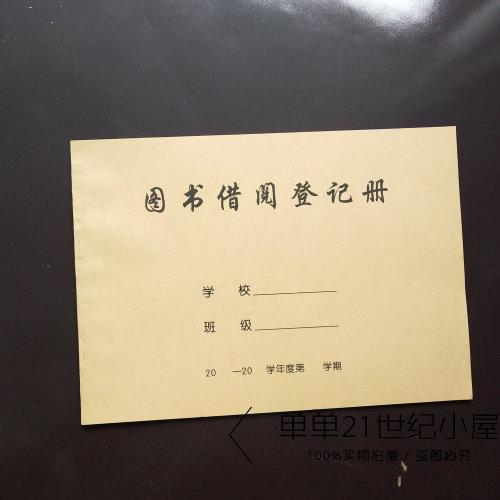 图书借阅登记册
学 校
班 级
20 —20 学年度第 学期
单单21世纪小屋
100%实物拍摄 / 盗图必究